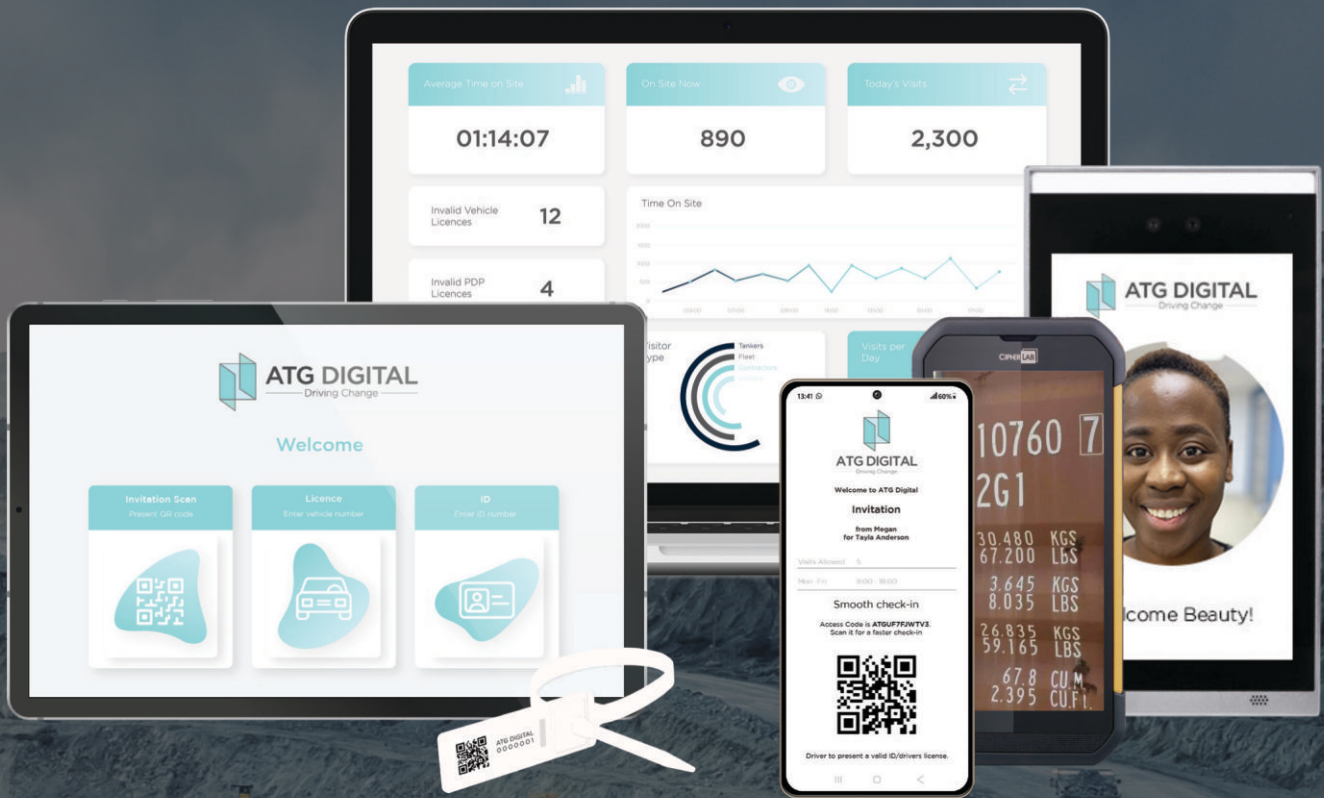 Average Time on Site
01:14:07
On Site Now
890
Today's Visits
2,300
Invalid Vehicle
Licences
12
Invalid PDP
Licences
4
Time On Site
Visitor
Type
Tankers
Fleet
Contractors
Visits per
Day
ATG DIGITAL
Driving Change
Welcome
Invitation Scan
Present QR code
Licence
Enter vehicle number
ID
Enter ID number
ATG DIGITAL
0000001
13:41
60%
ATG DIGITAL
Driving Change
Welcome to ATG Digital
Invitation
from Megan
for Tayla Anderson
Visits Allowed 5
Mon-Fri 8:00 - 18:00
Smooth check-in
Access Code is ATGUF7FJWTV3.
Scan it for a faster check-in
Driver to present a valid ID/drivers license.
CIPHERLAB
10760 7
2G1
30.480 KGS
67.200 LBS
3.645 KGS
8.035 LBS
26.835 KGS
59.165 LBS
67.8 CU.M.
2.395 CU.FT.
ATG DIGITAL
Driving Change
lcome Beauty!